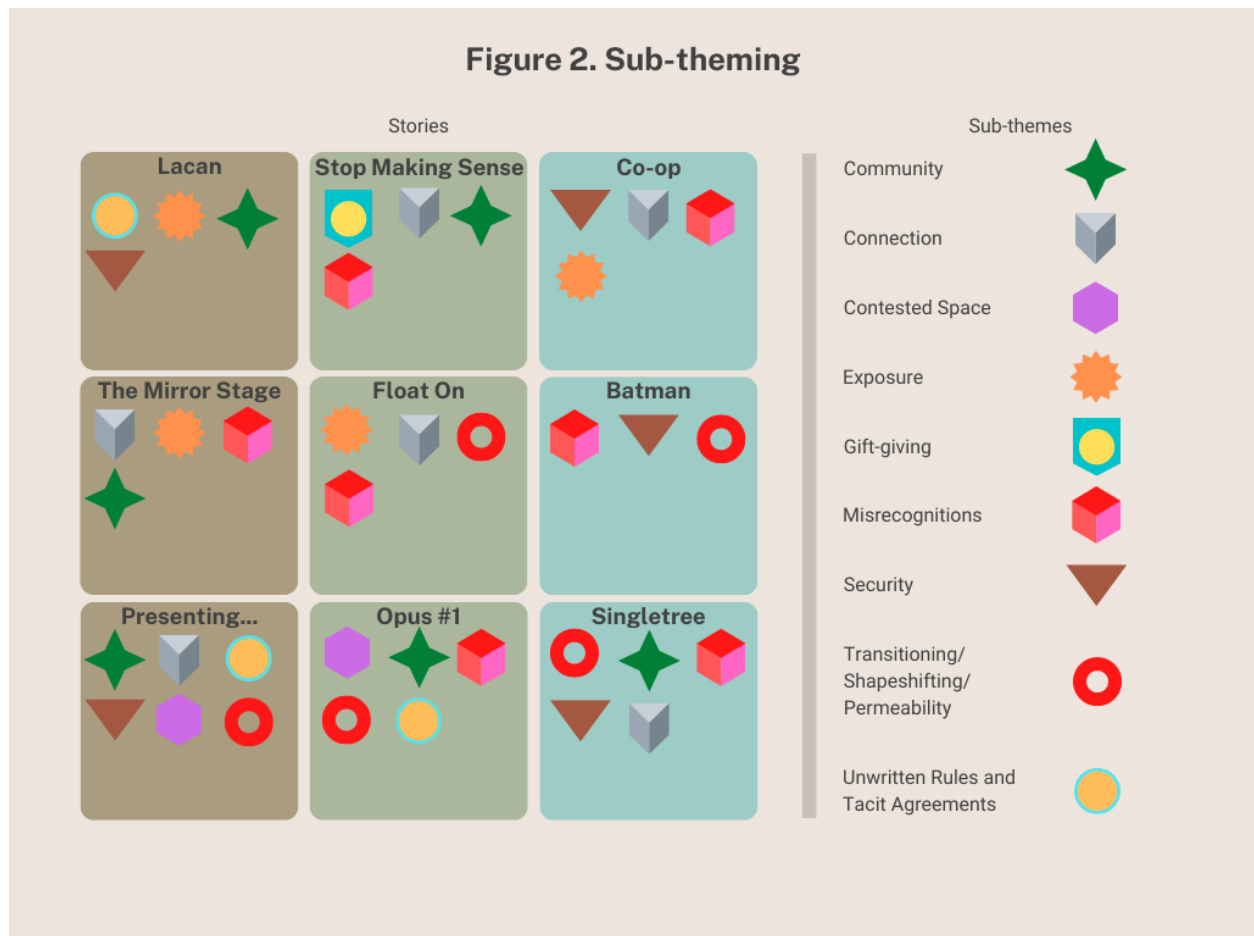 Figure 2. Sub-theming
Stories
Sub-themes
Lacan
Stop Making Sense
Co-op
The Mirror Stage
Float On
Batman
Presenting...
Opus #1
Singletree
Community
Connection
Contested Space
Exposure
Gift-giving
Misrecognitions
Security
Transitioning/
Shapeshifting/
Permeability
Unwritten Rules and
Tacit Agreements